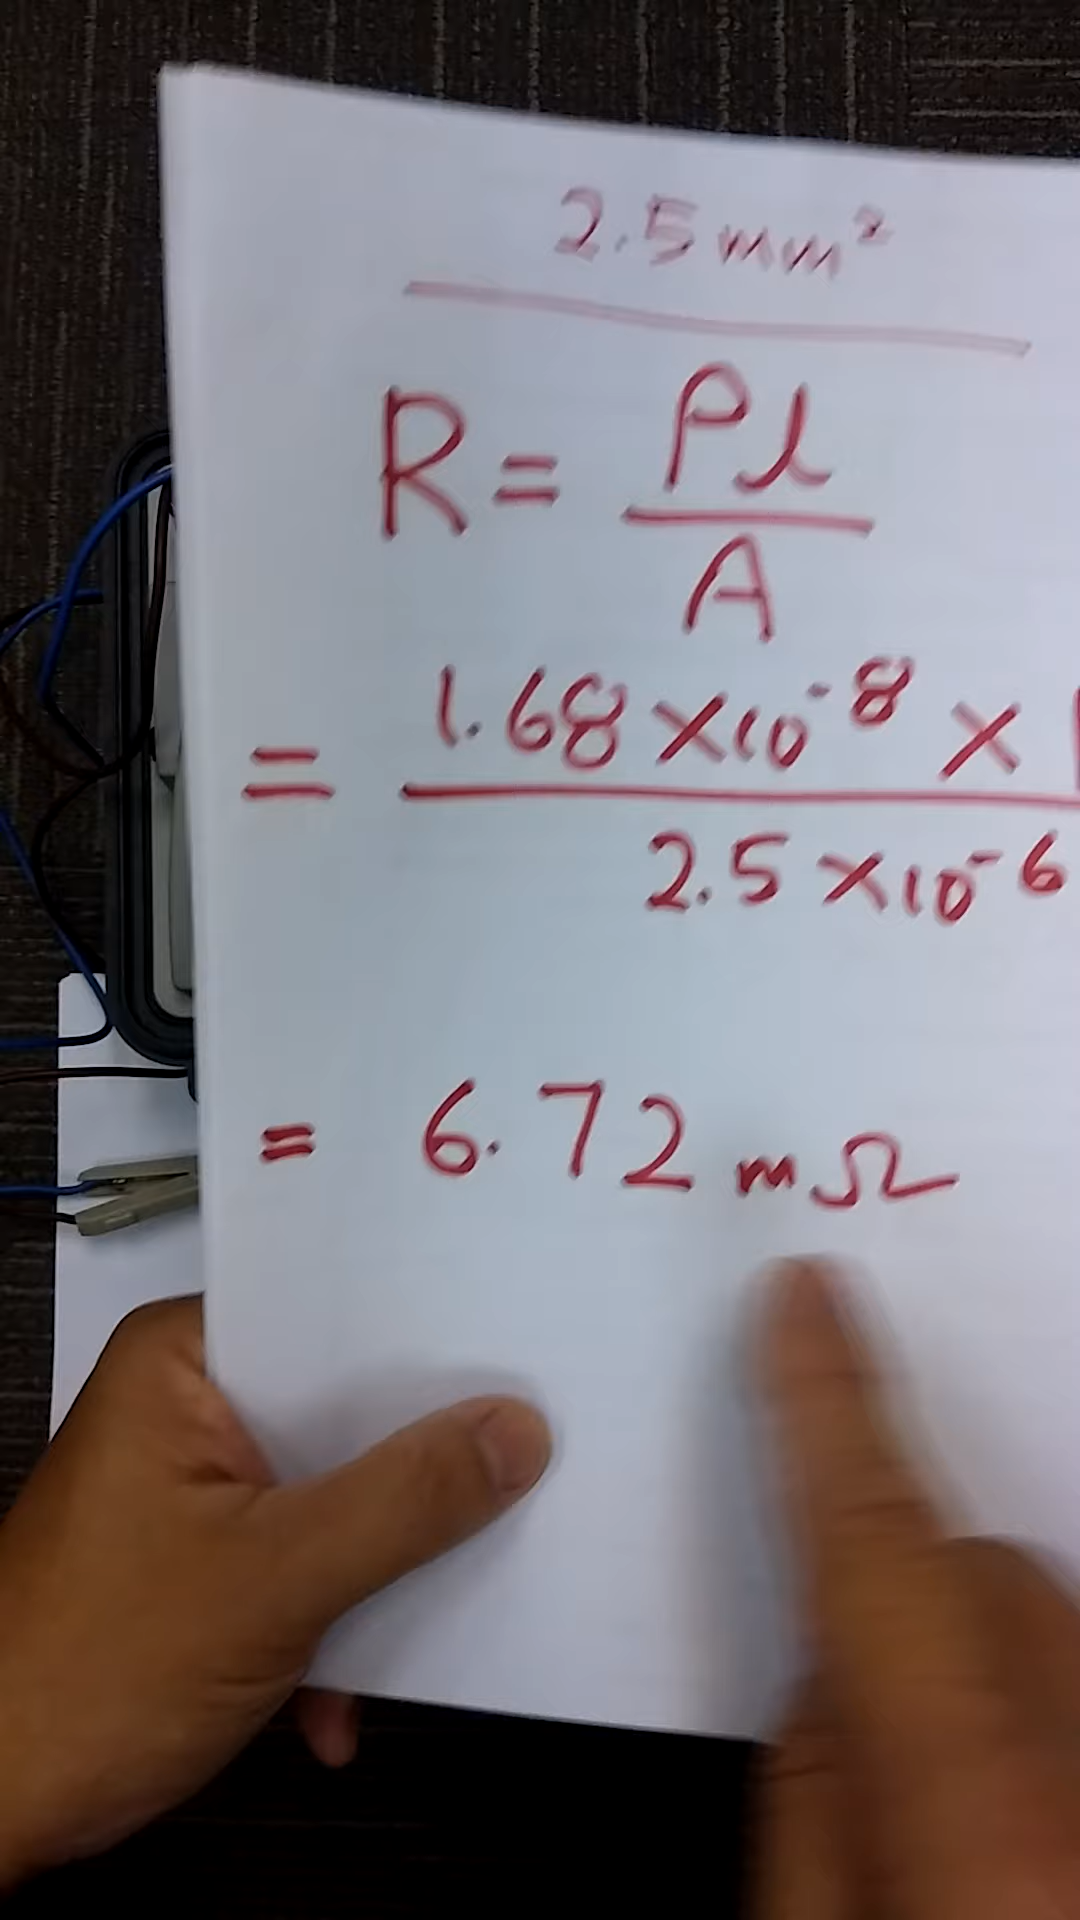 2.5 mm²
R = ρl
A
= 1.68 × 10⁻⁸ ×
2.5 × 10⁻⁶
= 6.72 mΩ